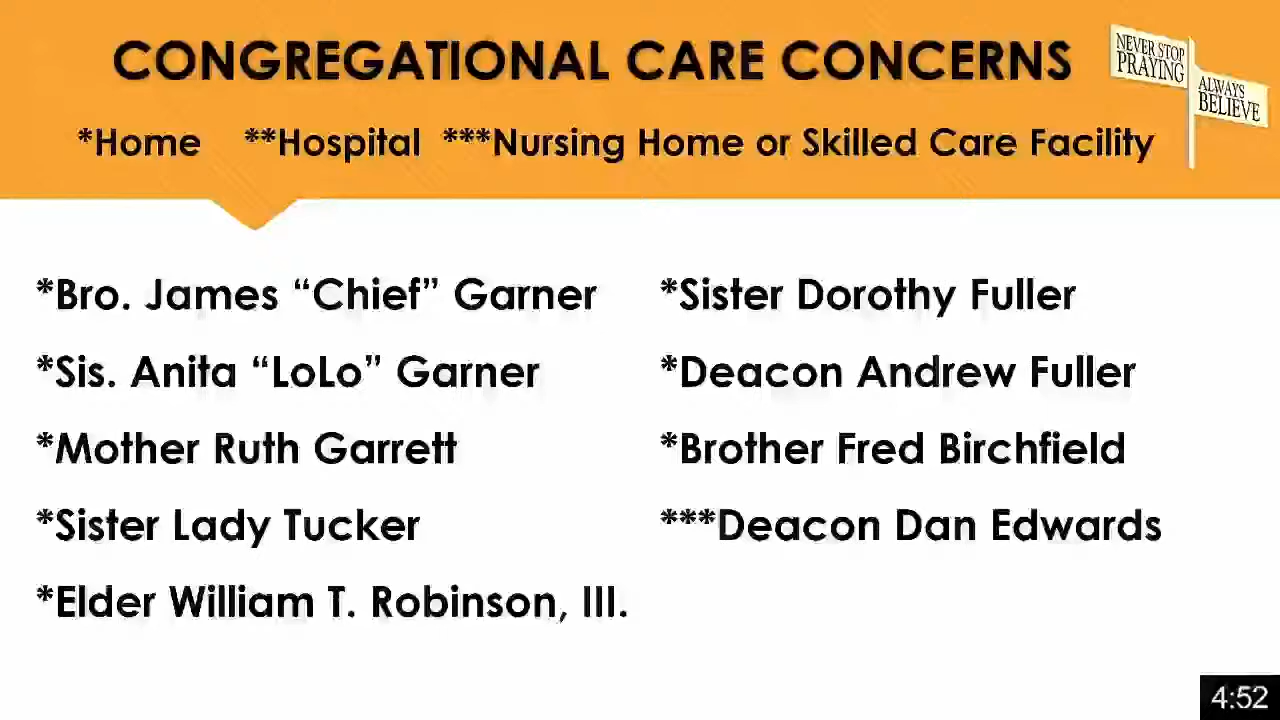 CONGREGATIONAL CARE CONCERNS
NEVER STOP
PRAYING
ALWAYS
BELIEVE
*Home **Hospital ***Nursing Home or Skilled Care Facility
*Bro. James “Chief” Garner
*Sis. Anita “LoLo” Garner
*Mother Ruth Garrett
*Sister Lady Tucker
*Elder William T. Robinson, III.
*Sister Dorothy Fuller
*Deacon Andrew Fuller
*Brother Fred Birchfield
***Deacon Dan Edwards
4:52